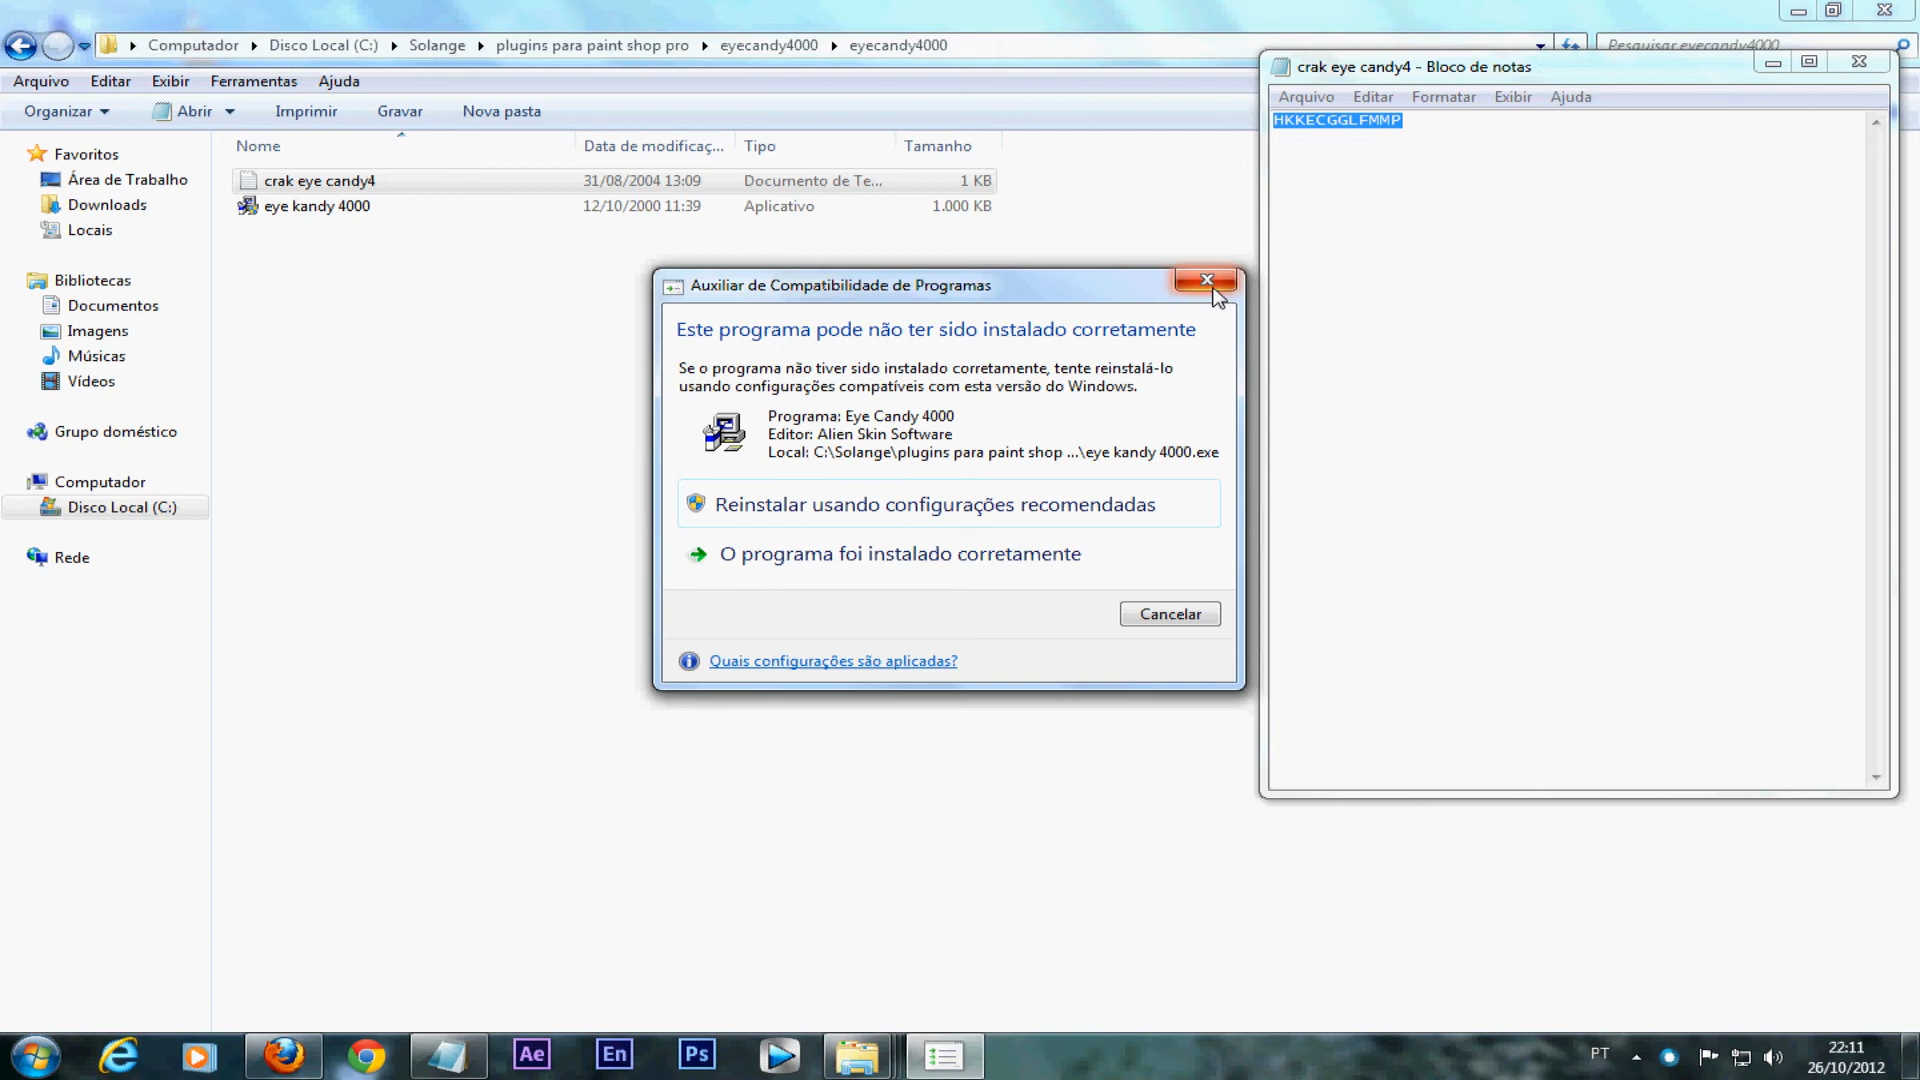 Computador Disco Local (C:) Solange plugins para paint shop pro eyecandy4000 eyecandy4000
Pesquisar eyecandy4000
Arquivo Editar Exibir Ferramentas Ajuda
Organizar Abrir Imprimir Gravar Nova pasta
Nome Data de modificaç... Tipo Tamanho
crak eye candy4 31/08/2004 13:09 Documento de Te... 1 KB
eye kandy 4000 12/10/2000 11:39 Aplicativo 1.000 KB
Favoritos
Área de Trabalho
Downloads
Locais
Bibliotecas
Documentos
Imagens
Músicas
Vídeos
Grupo doméstico
Computador
Disco Local (C:)
Rede
Auxiliar de Compatibilidade de Programas
Este programa pode não ter sido instalado corretamente
Se o programa não tiver sido instalado corretamente, tente reinstalá-lo
usando configurações compatíveis com esta versão do Windows.
Programa: Eye Candy 4000
Editor: Alien Skin Software
Local: C:\Solange\plugins para paint shop ...\eye kandy 4000.exe
Reinstalar usando configurações recomendadas
O programa foi instalado corretamente
Cancelar
Quais configurações são aplicadas?
crak eye candy4 - Bloco de notas
Arquivo Editar Formatar Exibir Ajuda
HKKECGGLFMMP
Ae En Ps
PT
22:11
26/10/2012